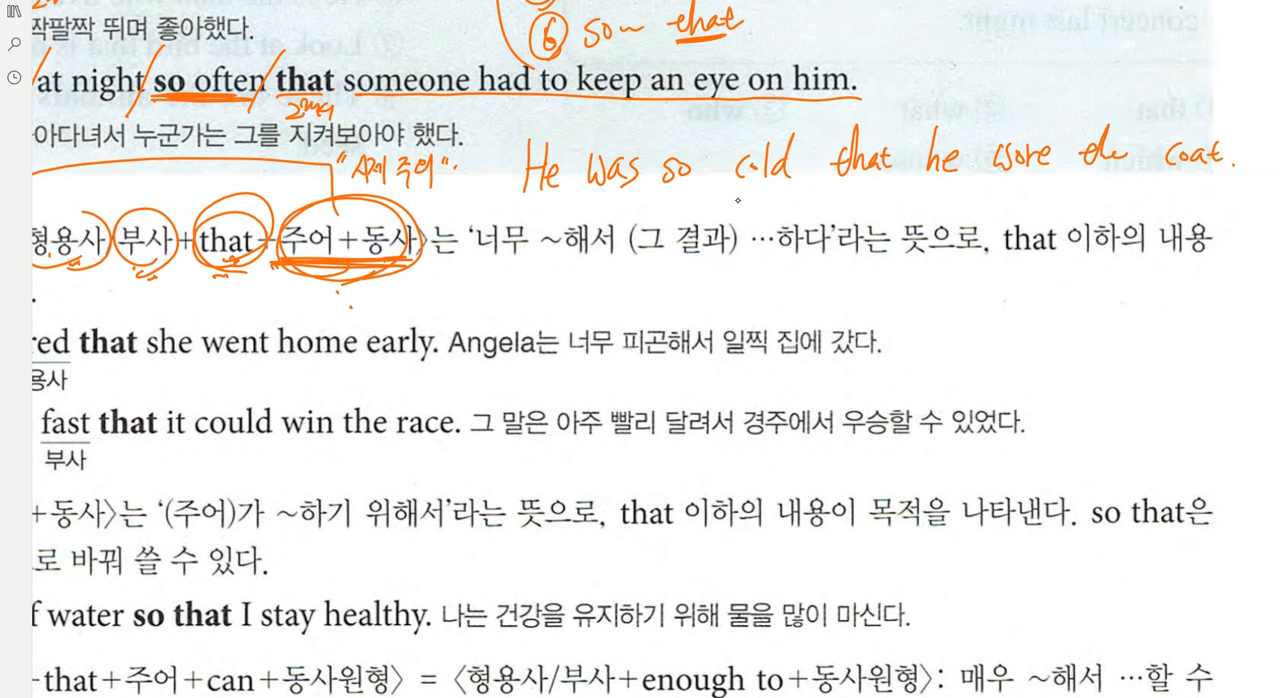 ⑥ so~ that
작팔짝 뛰며 좋아했다.
at night/so often/that someone had to keep an eye on him.
아다녀서 누군가는 그를 지켜보아야 했다.
He was so cold that he wore the coat.
형용사/부사+that+주어+동사〉는 '너무 ~해서 (그 결과) …하다'라는 뜻으로, that 이하의 내용
red that she went home early. Angela는 너무 피곤해서 일찍 집에 갔다.
용사
fast that it could win the race. 그 말은 아주 빨리 달려서 경주에서 우승할 수 있었다.
부사
+동사〉는 '(주어)가 ~하기 위해서'라는 뜻으로, that 이하의 내용이 목적을 나타낸다. so that은
로 바꿔 쓸 수 있다.
f water so that I stay healthy. 나는 건강을 유지하기 위해 물을 많이 마신다.
that+주어+can+동사원형〉 = 〈형용사/부사+enough to+동사원형〉: 매우 ~해서 …할 수